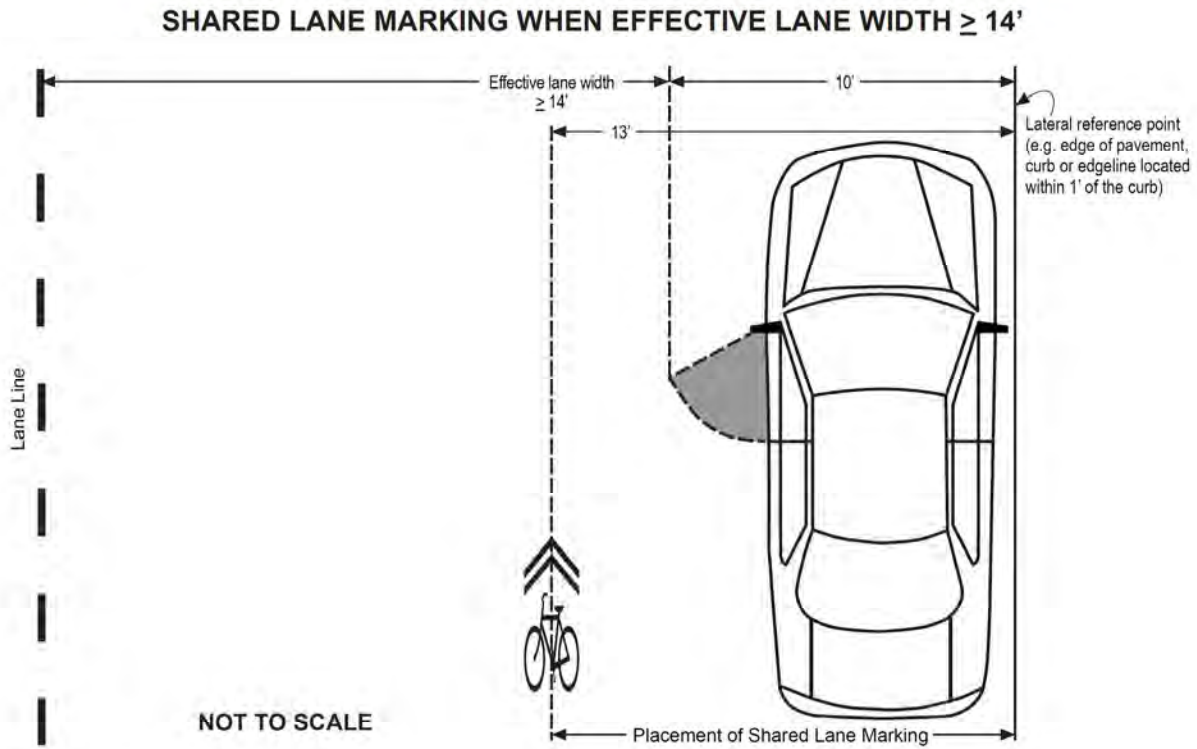 SHARED LANE MARKING WHEN EFFECTIVE LANE WIDTH ≥ 14’
Effective lane width
≥ 14’
10’
13’
Lateral reference point
(e.g. edge of pavement,
curb or edgeline located
within 1’ of the curb)
Lane Line
NOT TO SCALE
Placement of Shared Lane Marking